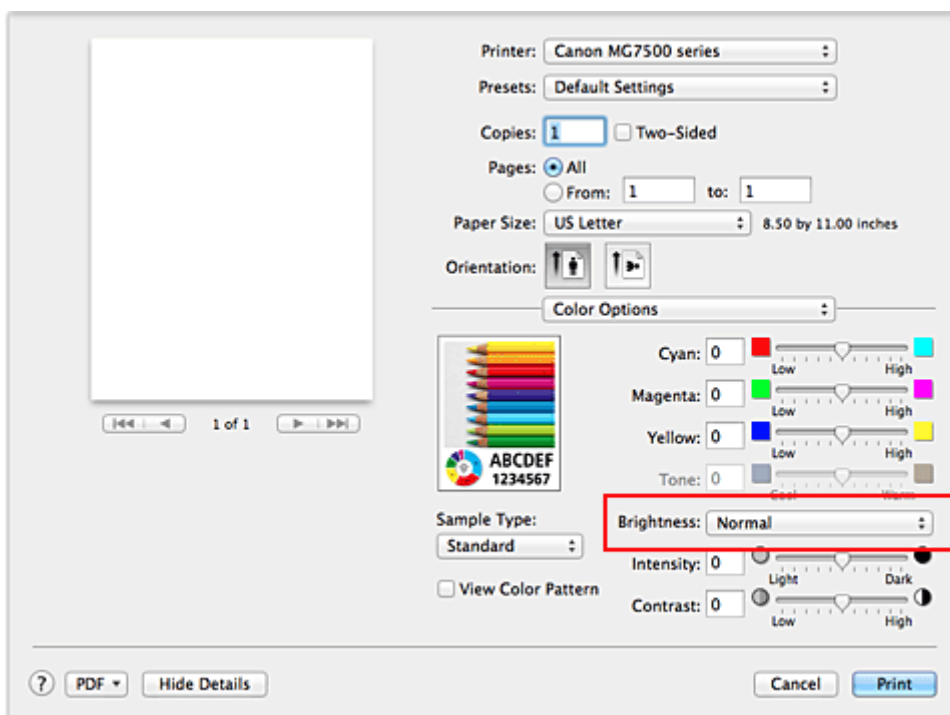 Printer: Canon MG7500 series
Presets: Default Settings
Copies: 1 Two-Sided
Pages: All
From: 1 to: 1
Paper Size: US Letter 8.50 by 11.00 inches
Orientation:
Color Options
1 of 1
ABCDEF
1234567
Sample Type:
Standard
View Color Pattern
Cyan: 0
Low High
Magenta: 0
Low High
Yellow: 0
Low High
Tone: 0
Cool Warm
Brightness: Normal
Intensity: 0
Light Dark
Contrast: 0
Low High
? PDF Hide Details Cancel Print